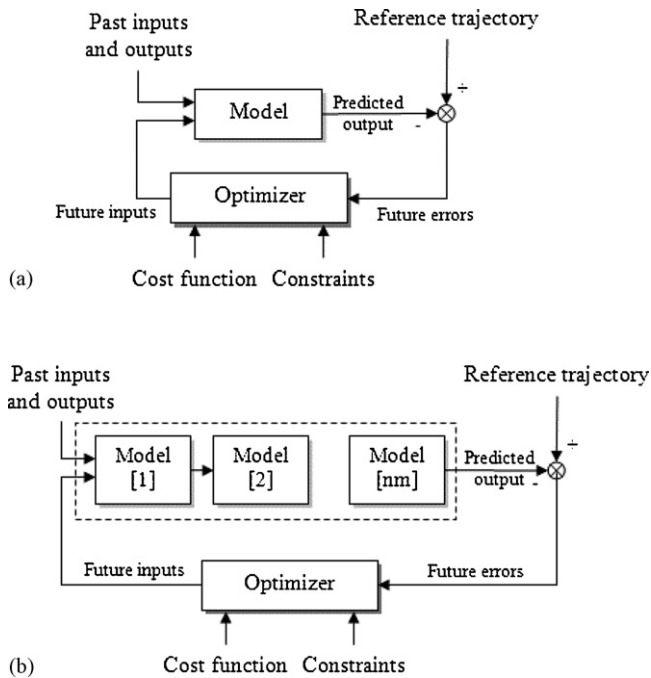 Past inputs
and outputs
Reference trajectory
Model
Predicted
output
÷
-
Optimizer
Future inputs
Future errors
Cost function
Constraints
(a)
Past inputs
and outputs
Reference trajectory
Model
[1]
Model
[2]
Model
[nm]
Predicted
output
÷
-
Future inputs
Optimizer
Future errors
Cost function
Constraints
(b)